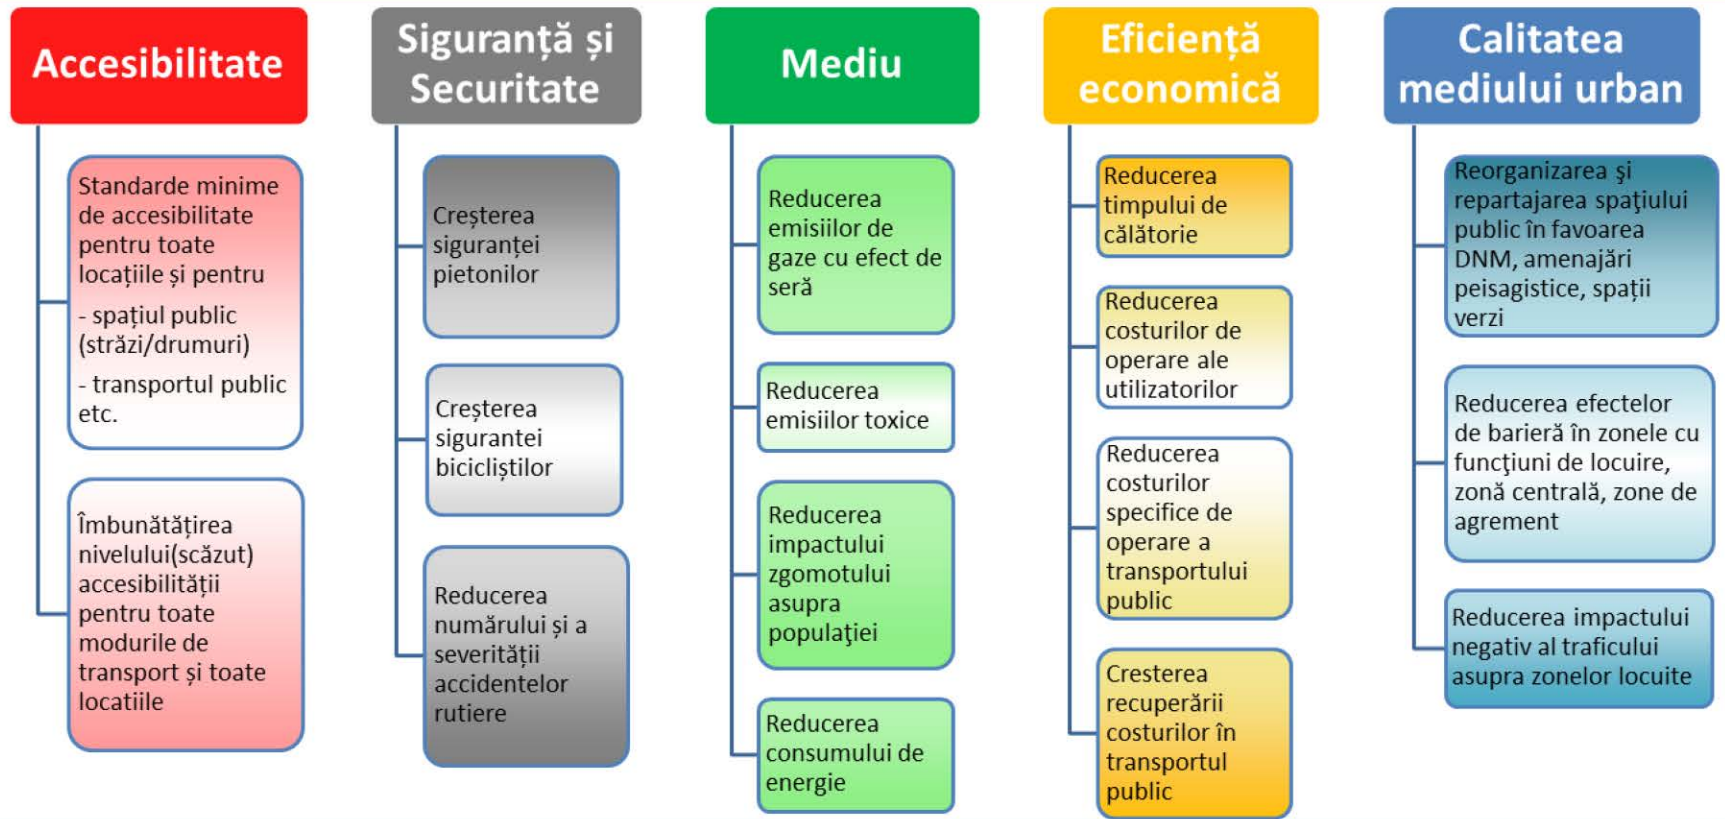 Accesibilitate
Standarde minime
de accesibilitate
pentru toate
locațiile și pentru
- spațiul public
(străzi/drumuri)
- transportul public
etc.
Îmbunătățirea
nivelului(scăzut)
accesibilității
pentru toate
modurile de
transport și toate
locatiile
Siguranță și
Securitate
Creșterea
siguranței
pietonilor
Creșterea
sigurantei
bicicliștilor
Reducerea
numărului și a
severității
accidentelor
rutiere
Mediu
Reducerea
emisiilor de
gaze cu efect de
seră
Reducerea
emisiilor toxice
Reducerea
impactului
zgomotului
asupra
populaţiei
Reducerea
consumului de
energie
Eficiență
economică
Reducerea
timpului de
călătorie
Reducerea
costurilor de
operare ale
utilizatorilor
Reducerea
costurilor
specifice de
operare a
transportului
public
Cresterea
recuperării
costurilor în
transportul
public
Calitatea
mediului urban
Reorganizarea şi
repartajarea spaţiului
public în favoarea
DNM, amenajări
peisagistice, spații
verzi
Reducerea efectelor
de barieră în zonele cu
funcţiuni de locuire,
zonă centrală, zone de
agrement
Reducerea impactului
negativ al traficului
asupra zonelor locuite